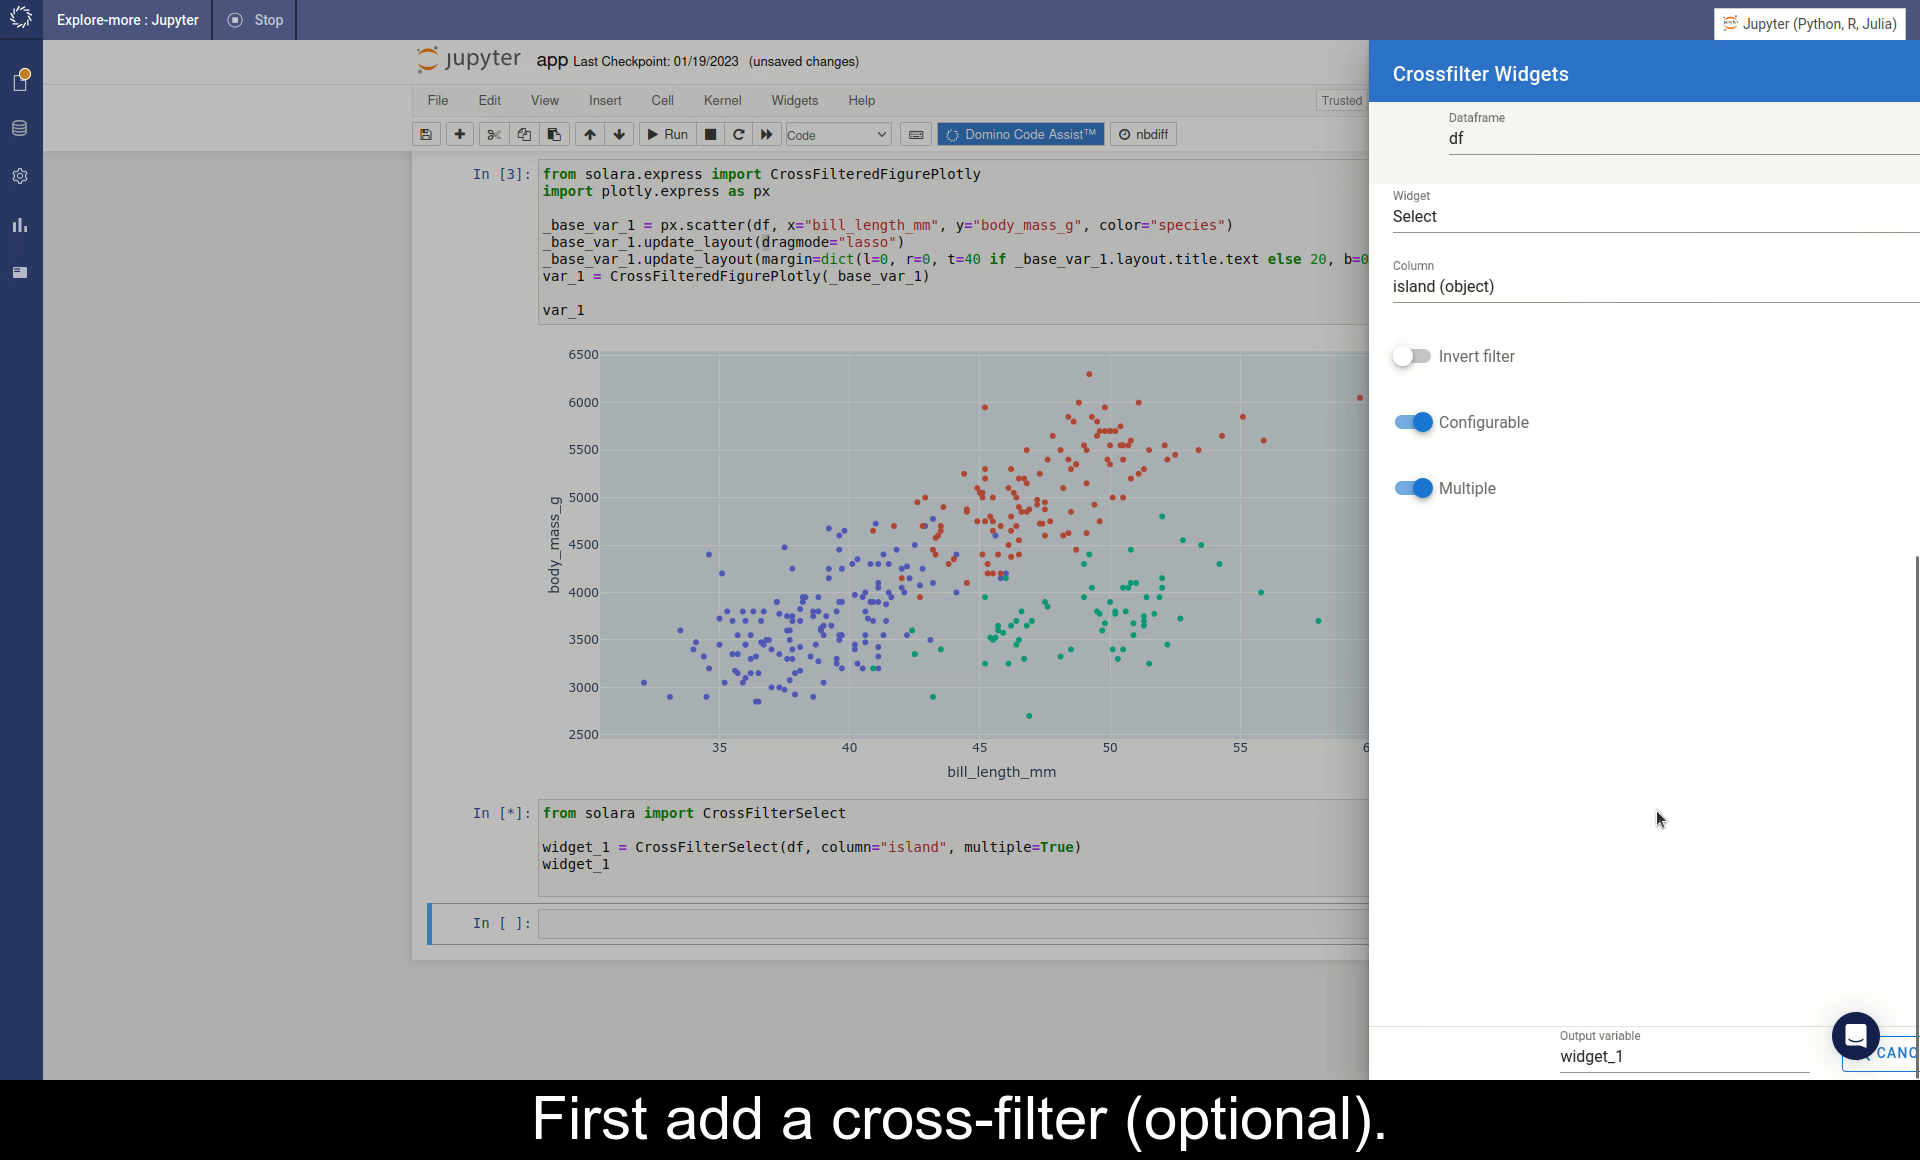 Explore-more : Jupyter
Stop
Jupyter (Python, R, Julia)
jupyter app Last Checkpoint: 01/19/2023 (unsaved changes)
File Edit View Insert Cell Kernel Widgets Help Trusted
Run Code Domino Code Assist™ nbdiff
In [3]:
from solara.express import CrossFilteredFigurePlotly
import plotly.express as px
_base_var_1 = px.scatter(df, x="bill_length_mm", y="body_mass_g", color="species")
_base_var_1.update_layout(dragmode="lasso")
_base_var_1.update_layout(margin=dict(l=0, r=0, t=40 if _base_var_1.layout.title.text else 20, b=0
var_1 = CrossFilteredFigurePlotly(_base_var_1)
var_1
6500
6000
5500
5000
4500
4000
3500
3000
2500
body_mass_g
35 40 45 50 55 6
bill_length_mm
In [*]:
from solara import CrossFilterSelect
widget_1 = CrossFilterSelect(df, column="island", multiple=True)
widget_1
In [ ]:
Crossfilter Widgets
Dataframe
df
Widget
Select
Column
island (object)
Invert filter
Configurable
Multiple
Output variable
widget_1
CANC
First add a cross-filter (optional).